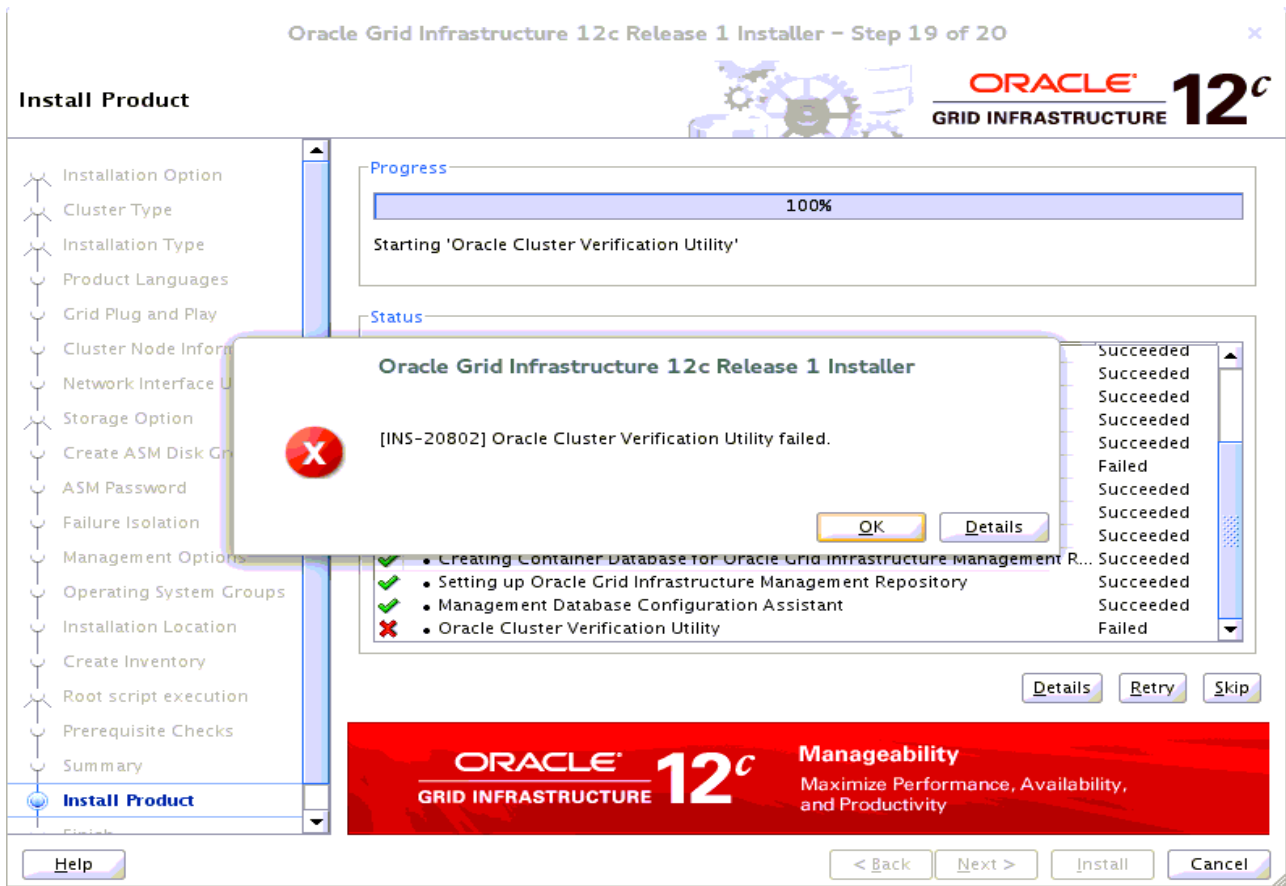 Oracle Grid Infrastructure 12c Release 1 Installer – Step 19 of 20
Install Product
ORACLE
GRID INFRASTRUCTURE
12c
Installation Option
Cluster Type
Installation Type
Product Languages
Grid Plug and Play
Cluster Node Inform
Network Interface U
Storage Option
Create ASM Disk Gr
ASM Password
Failure Isolation
Management Options
Operating System Groups
Installation Location
Create Inventory
Root script execution
Prerequisite Checks
Summary
Install Product
Finish
Progress
100%
Starting 'Oracle Cluster Verification Utility'
Status
Succeeded
Succeeded
Succeeded
Succeeded
Succeeded
Failed
Succeeded
Succeeded
Succeeded
• Creating Container Database for Oracle Grid Infrastructure Management R... Succeeded
• Setting up Oracle Grid Infrastructure Management Repository Succeeded
• Management Database Configuration Assistant Succeeded
• Oracle Cluster Verification Utility Failed
Oracle Grid Infrastructure 12c Release 1 Installer
[INS-20802] Oracle Cluster Verification Utility failed.
OK Details
Details Retry Skip
ORACLE
GRID INFRASTRUCTURE
12c
Manageability
Maximize Performance, Availability,
and Productivity
Help < Back Next > Install Cancel